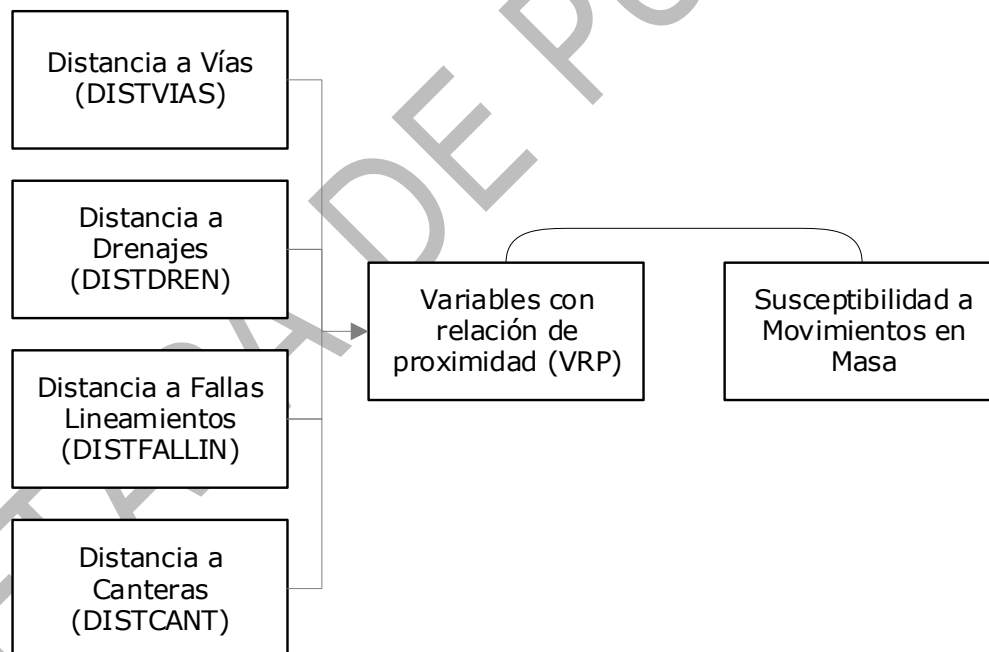 Distancia a Vías
(DISTVIAS)
Distancia a
Drenajes
(DISTDREN)
Distancia a Fallas
Lineamientos
(DISTFALLIN)
Distancia a
Canteras
(DISTCANT)
Variables con
relación de
proximidad (VRP)
Susceptibilidad a
Movimientos en
Masa